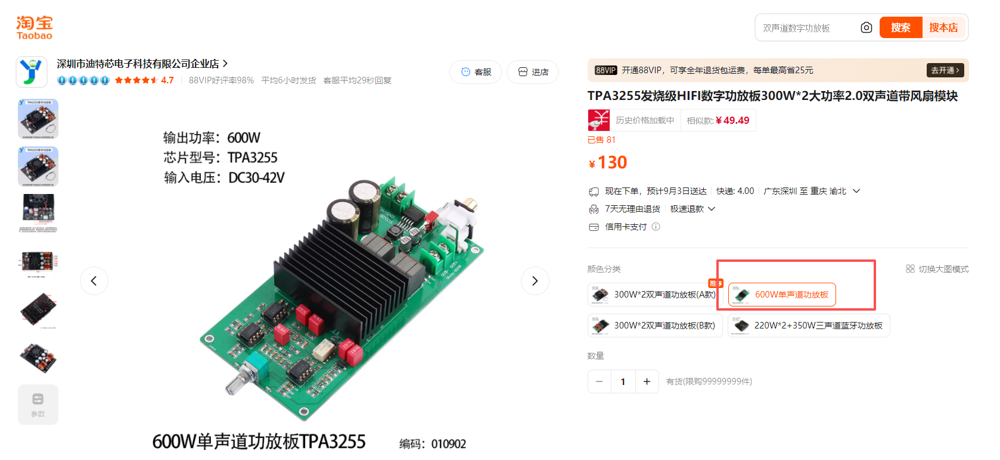 淘宝
Taobao
双声道数字功放板
搜索
搜本店
深圳市迪特芯电子科技有限公司企业店
4.7
88VIP好评率98%
平均6小时发货
客服平均29秒回复
客服
进店
88VIP
开通88VIP，可享全年退货包运费，每单最高省25元
去开通
TPA3255发烧级HIFI数字功放板300W*2大功率2.0双声道带风扇模块
历史价格加载中
相似款:
¥49.49
已售 81
¥130
现在下单，预计9月3日送达
快递: 4.00
广东深圳 至 重庆 渝北
7天无理由退货
极速退款
信用卡支付
颜色分类
切换大图模式
推荐
300W*2双声道功放板(A款)
600W单声道功放板
300W*2双声道功放板(B款)
220W*2+350W三声道蓝牙功放板
数量
1
有货(限购99999999件)
参数
输出功率：600W
芯片型号：TPA3255
输入电压：DC30-42V
600W单声道功放板TPA3255
编码：010902